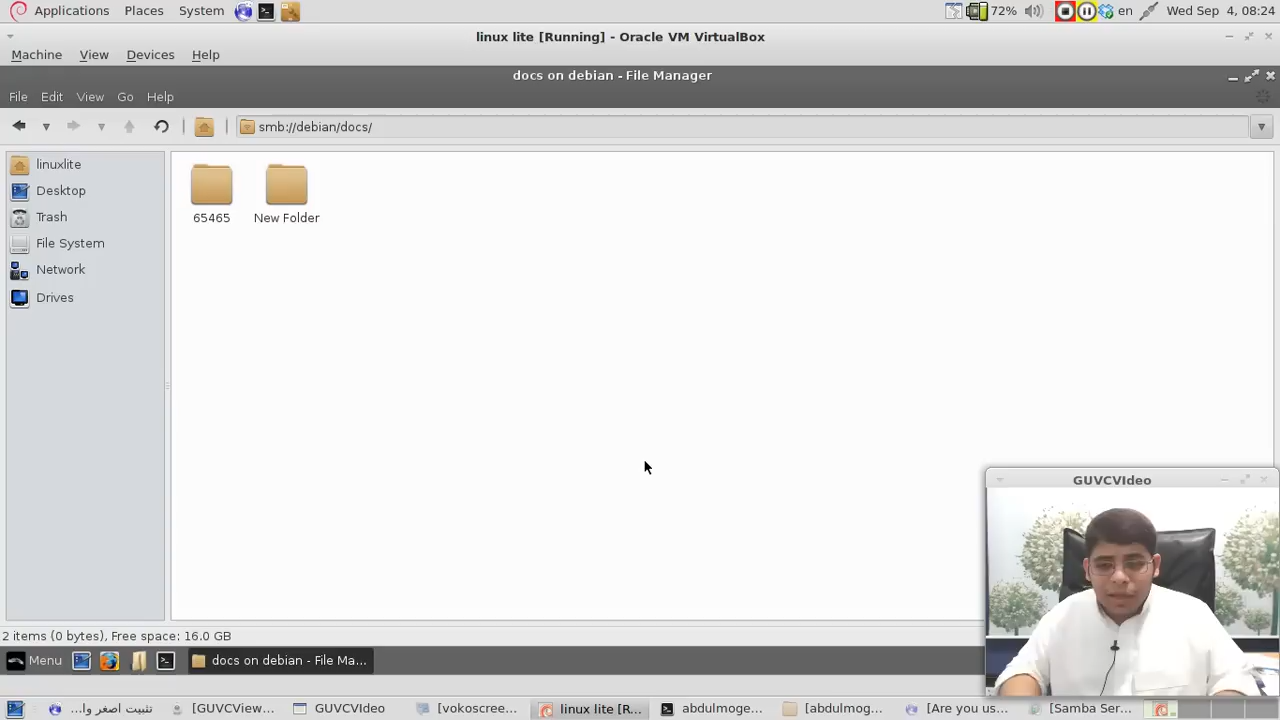 Applications Places System 72% en Wed Sep 4, 08:24
linux lite [Running] - Oracle VM VirtualBox
Machine View Devices Help
docs on debian - File Manager
File Edit View Go Help
smb://debian/docs/
linuxlite
Desktop
Trash
File System
Network
Drives
65465
New Folder
GUVCVIdeo
2 items (0 bytes), Free space: 16.0 GB
Menu docs on debian - File Ma...
تثبيت اصغر وا... [GUVCView... GUVCVIdeo [vokoscree... linux lite [R... abdulmoge... [abdulmog... [Are you us... [Samba Ser...